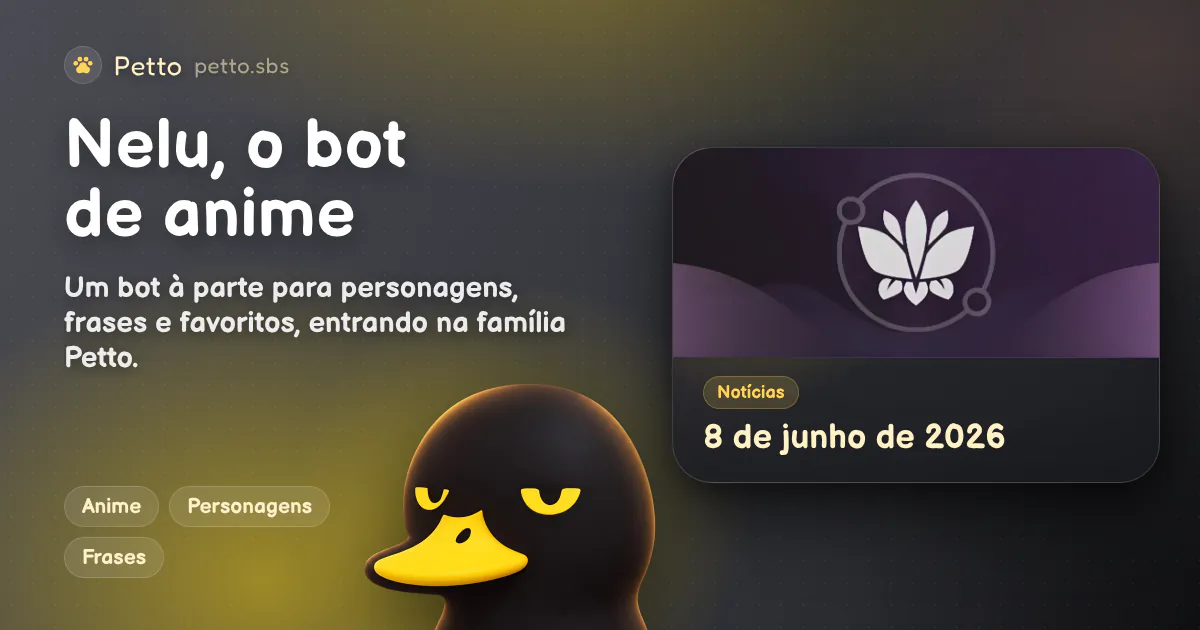 Petto petto.sbs
Nelu, o bot
de anime
Um bot à parte para personagens,
frases e favoritos, entrando na família
Petto.
Anime
Personagens
Frases
Notícias
8 de junho de 2026